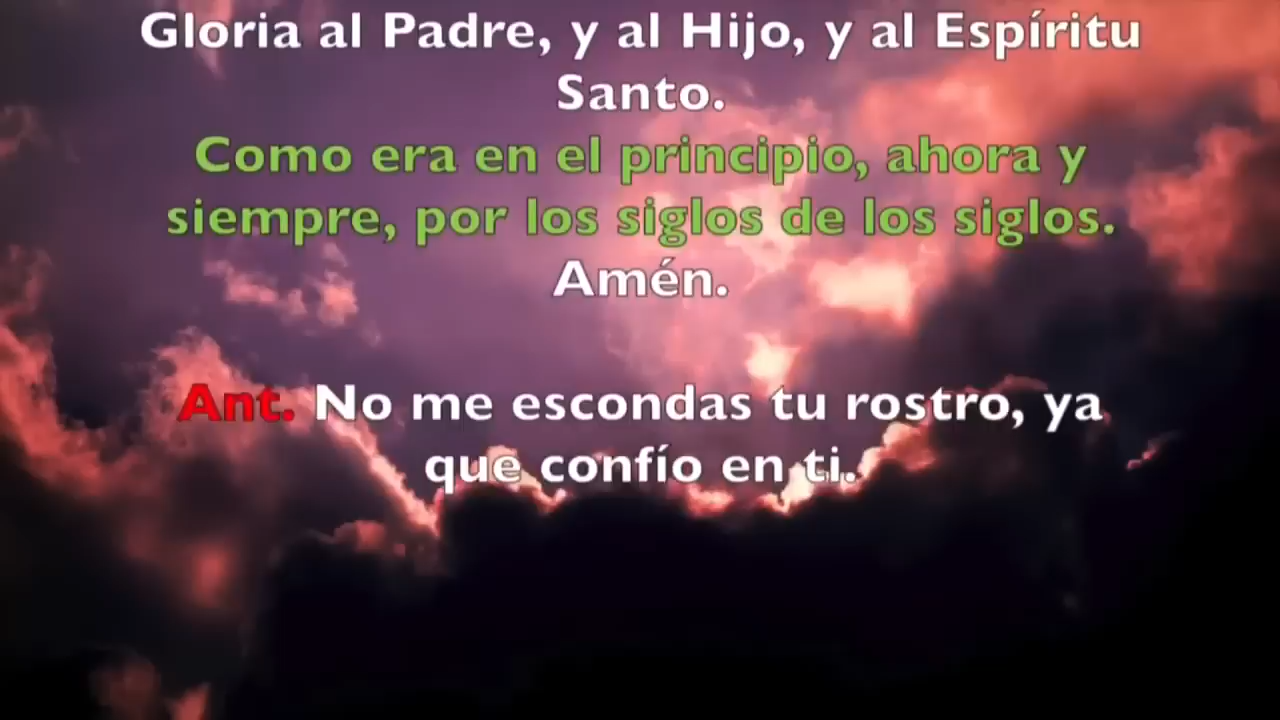 Gloria al Padre, y al Hijo, y al Espíritu
Santo.
Como era en el principio, ahora y
siempre, por los siglos de los siglos.
Amén.
Ant. No me escondas tu rostro, ya
que confío en ti.